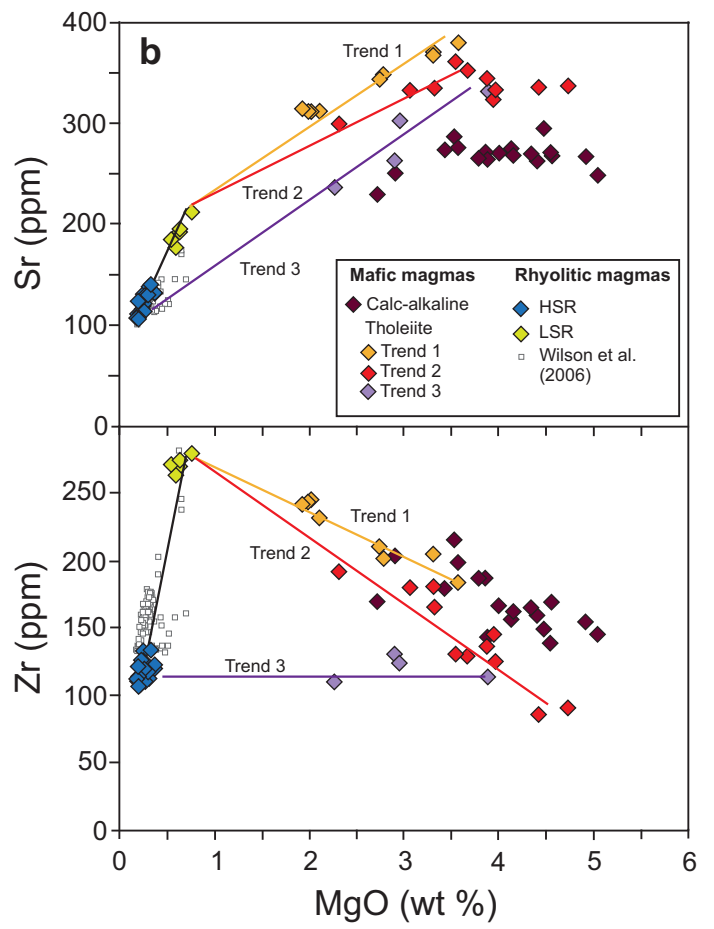 b
400
300
200
100
0
Sr (ppm)
Trend 1
Trend 2
Trend 3
Mafic magmas
Calc-alkaline
Tholeiite
Trend 1
Trend 2
Trend 3
Rhyolitic magmas
HSR
LSR
Wilson et al.
(2006)
250
200
150
100
50
0
Zr (ppm)
Trend 1
Trend 2
Trend 3
0 1 2 3 4 5 6
MgO (wt %)